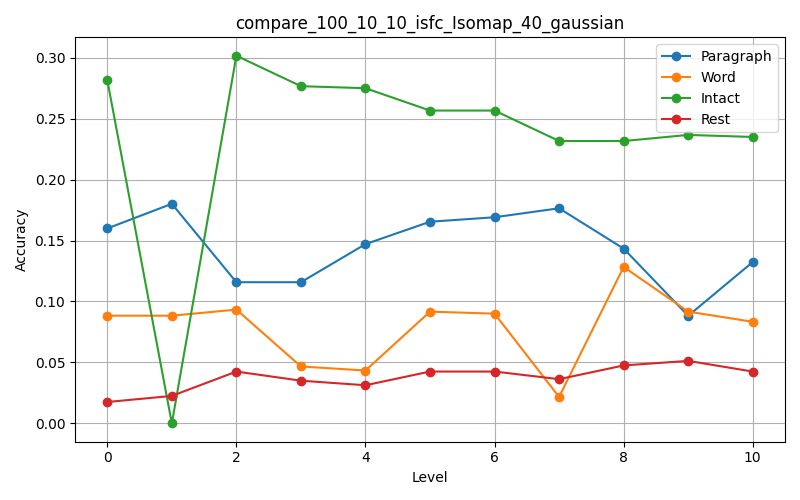 compare_100_10_10_isfc_Isomap_40_gaussian
Paragraph
Word
Intact
Rest
Accuracy
0.30
0.25
0.20
0.15
0.10
0.05
0.00
0 2 4 6 8 10
Level